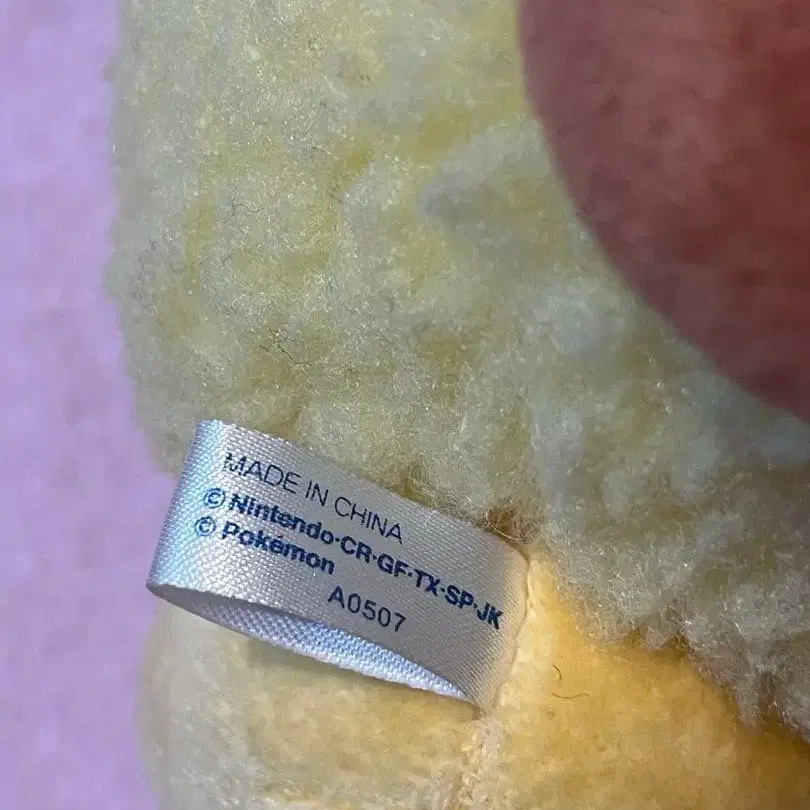 MADE IN CHINA
© Nintendo·CR·GF·TX·SP·JK
© Pokémon
A0507